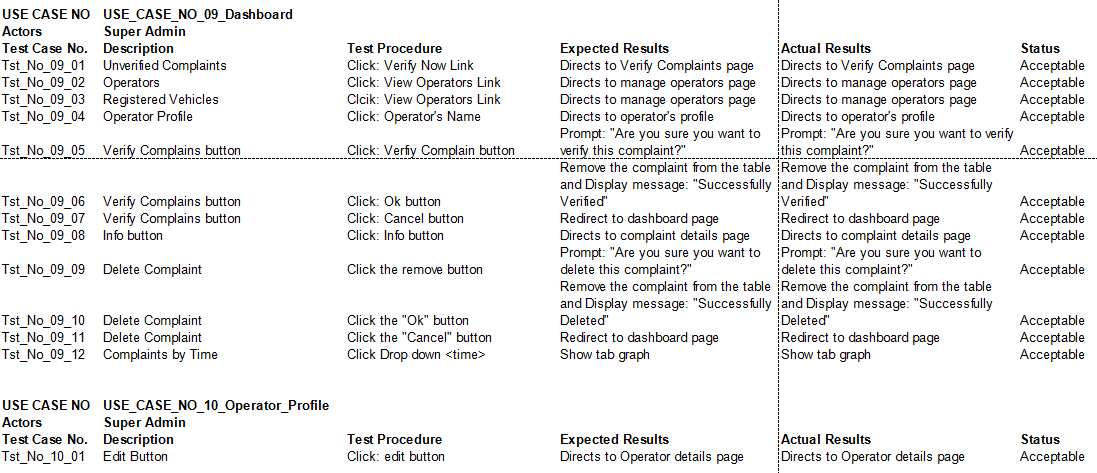 USE CASE NO USE_CASE_NO_09_Dashboard
Actors Super Admin
Test Case No. Description Test Procedure Expected Results Actual Results Status
Tst_No_09_01 Unverified Complaints Click: Verify Now Link Directs to Verify Complaints page Directs to Verify Complaints page Acceptable
Tst_No_09_02 Operators Click: View Operators Link Directs to manage operators page Directs to manage operators page Acceptable
Tst_No_09_03 Registered Vehicles Click: View Operators Link Directs to manage operators page Directs to manage operators page Acceptable
Tst_No_09_04 Operator Profile Click: Operator's Name Directs to operator's profile Directs to operator's profile Acceptable
Prompt: "Are you sure you want to Prompt: "Are you sure you want to verify
Tst_No_09_05 Verify Complains button Click: Verfiy Complain button verify this complaint?" this complaint?" Acceptable
Remove the complaint from the table Remove the complaint from the table
and Display message: "Successfully and Display message: "Successfully
Tst_No_09_06 Verify Complains button Click: Ok button Verified" Verified" Acceptable
Tst_No_09_07 Verify Complains button Click: Cancel button Redirect to dashboard page Redirect to dashboard page Acceptable
Tst_No_09_08 Info button Click: Info button Directs to complaint details page Directs to complaint details page Acceptable
Prompt: "Are you sure you want to Prompt: "Are you sure you want to
Tst_No_09_09 Delete Complaint Click the remove button delete this complaint?" delete this complaint?" Acceptable
Remove the complaint from the table Remove the complaint from the table
and Display message: "Successfully and Display message: "Successfully
Tst_No_09_10 Delete Complaint Click the "Ok" button Deleted" Deleted" Acceptable
Tst_No_09_11 Delete Complaint Click the "Cancel" button Redirect to dashboard page Redirect to dashboard page Acceptable
Tst_No_09_12 Complaints by Time Click Drop down <time> Show tab graph Show tab graph Acceptable
USE CASE NO USE_CASE_NO_10_Operator_Profile
Actors Super Admin
Test Case No. Description Test Procedure Expected Results Actual Results Status
Tst_No_10_01 Edit Button Click: edit button Directs to Operator details page Directs to Operator details page Acceptable